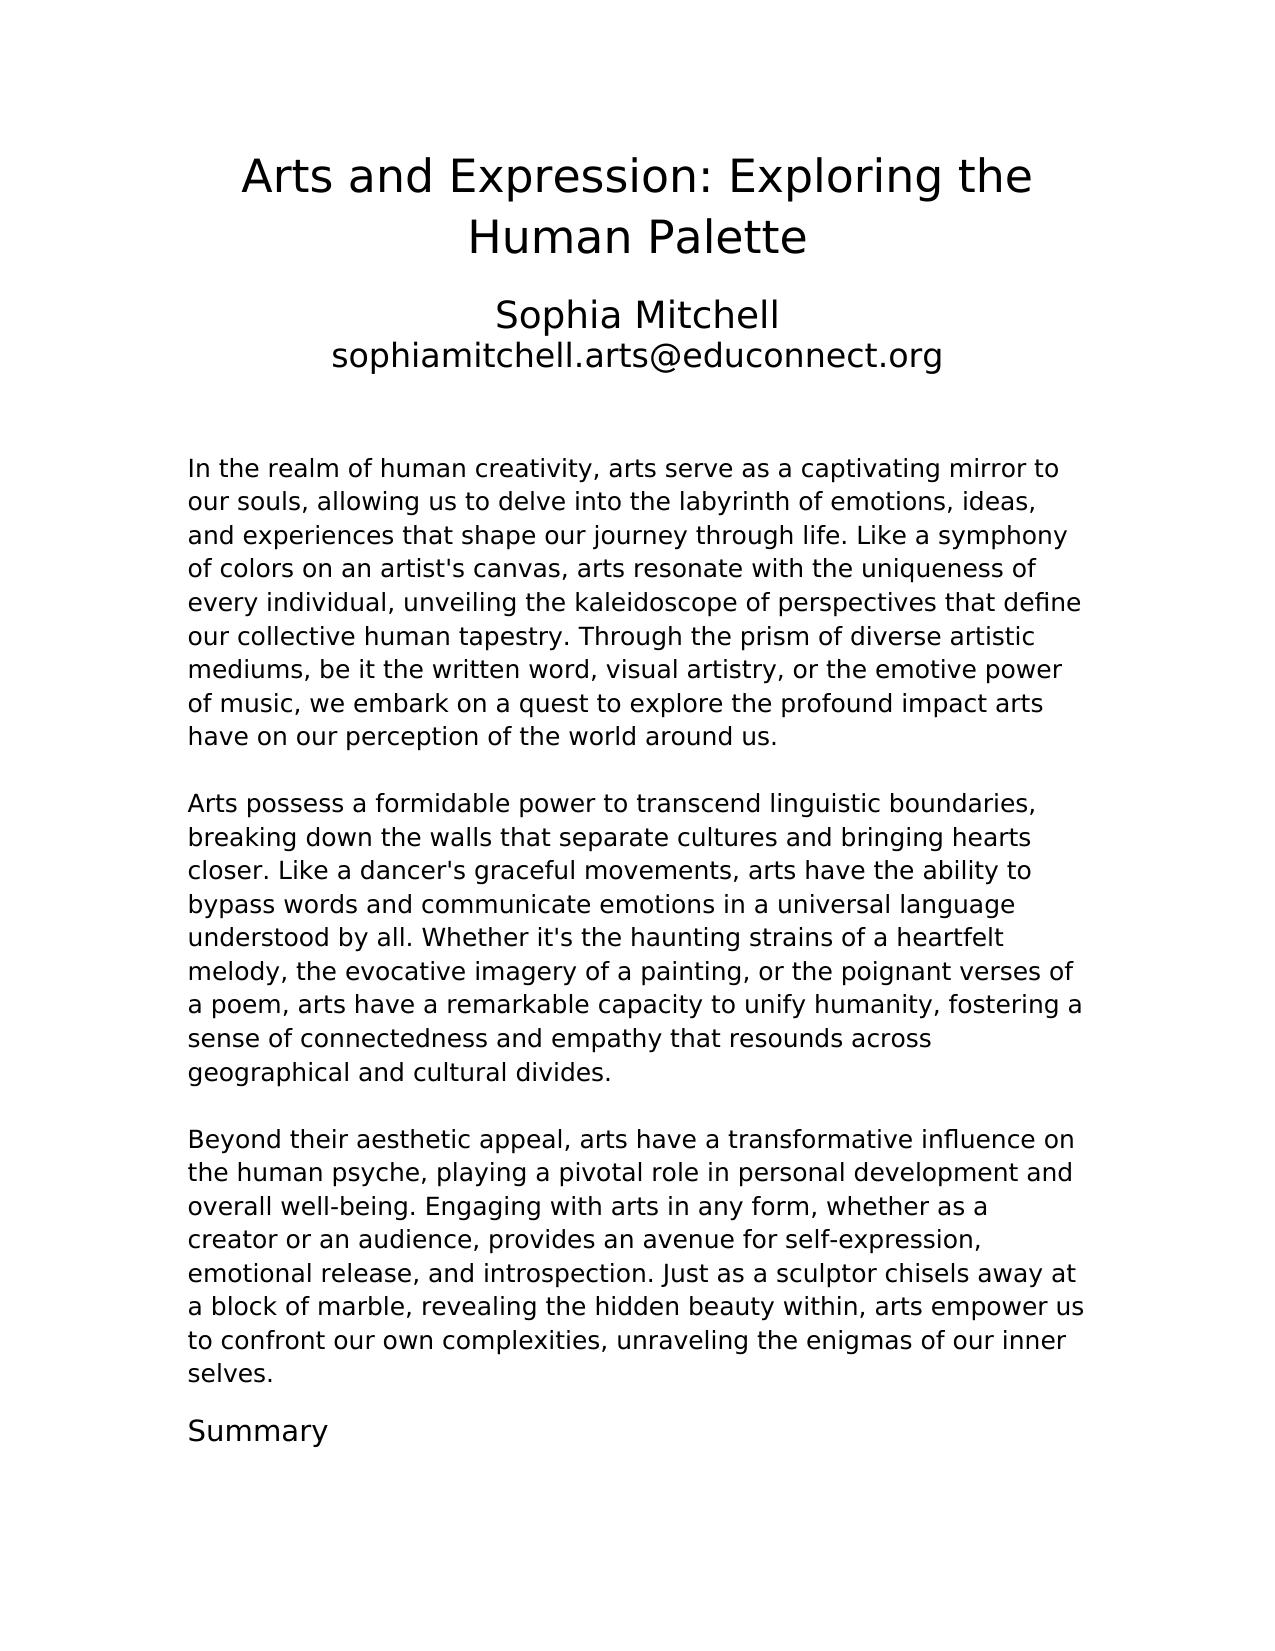 Arts and Expression: Exploring the
Human Palette
Sophia Mitchell
sophiamitchell.arts@educonnect.org
In the realm of human creativity, arts serve as a captivating mirror to
our souls, allowing us to delve into the labyrinth of emotions, ideas,
and experiences that shape our journey through life. Like a symphony
of colors on an artist's canvas, arts resonate with the uniqueness of
every individual, unveiling the kaleidoscope of perspectives that define
our collective human tapestry. Through the prism of diverse artistic
mediums, be it the written word, visual artistry, or the emotive power
of music, we embark on a quest to explore the profound impact arts
have on our perception of the world around us.
Arts possess a formidable power to transcend linguistic boundaries,
breaking down the walls that separate cultures and bringing hearts
closer. Like a dancer's graceful movements, arts have the ability to
bypass words and communicate emotions in a universal language
understood by all. Whether it's the haunting strains of a heartfelt
melody, the evocative imagery of a painting, or the poignant verses of
a poem, arts have a remarkable capacity to unify humanity, fostering a
sense of connectedness and empathy that resounds across
geographical and cultural divides.
Beyond their aesthetic appeal, arts have a transformative influence on
the human psyche, playing a pivotal role in personal development and
overall well-being. Engaging with arts in any form, whether as a
creator or an audience, provides an avenue for self-expression,
emotional release, and introspection. Just as a sculptor chisels away at
a block of marble, revealing the hidden beauty within, arts empower us
to confront our own complexities, unraveling the enigmas of our inner
selves.
Summary